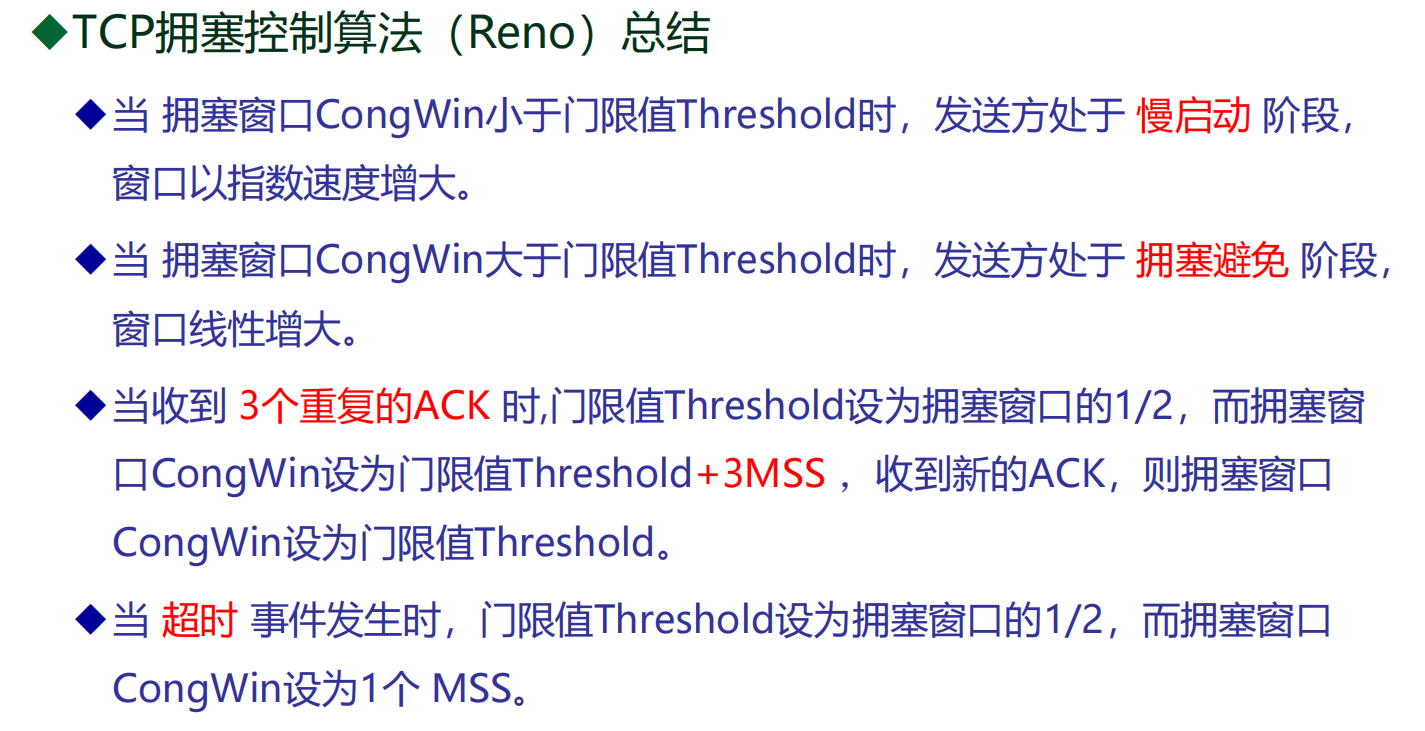 ◆TCP拥塞控制算法（Reno）总结
◆当 拥塞窗口CongWin小于门限值Threshold时，发送方处于 慢启动 阶段，
窗口以指数速度增大。
◆当 拥塞窗口CongWin大于门限值Threshold时，发送方处于 拥塞避免 阶段，
窗口线性增大。
◆当收到 3个重复的ACK 时,门限值Threshold设为拥塞窗口的1/2，而拥塞窗
口CongWin设为门限值Threshold+3MSS ，收到新的ACK，则拥塞窗口
CongWin设为门限值Threshold。
◆当 超时 事件发生时，门限值Threshold设为拥塞窗口的1/2，而拥塞窗口
CongWin设为1个 MSS。